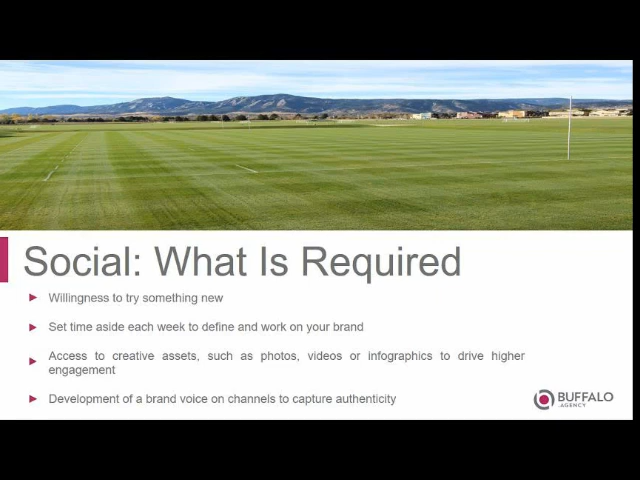 Social: What Is Required
Willingness to try something new
Set time aside each week to define and work on your brand
Access to creative assets, such as photos, videos or infographics to drive higher
engagement
Development of a brand voice on channels to capture authenticity
BUFFALO
.AGENCY